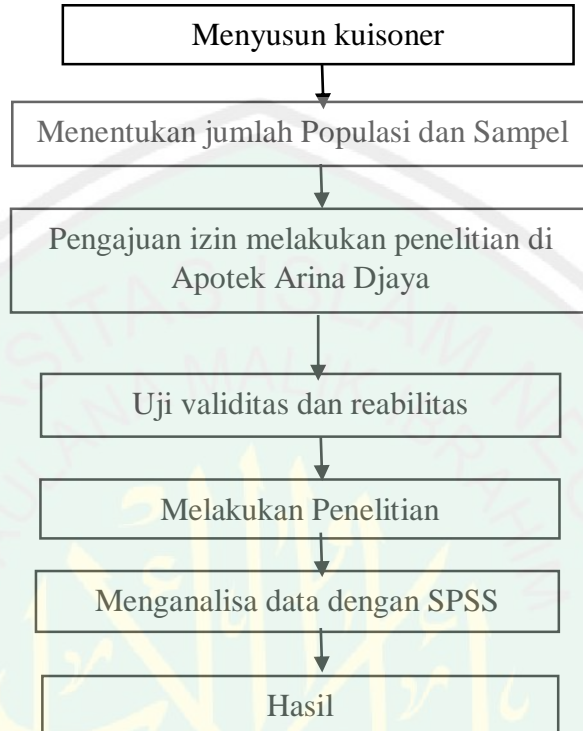 Menyusun kuisoner
Menentukan jumlah Populasi dan Sampel
Pengajuan izin melakukan penelitian di
Apotek Arina Djaya
Uji validitas dan reabilitas
Melakukan Penelitian
Menganalisa data dengan SPSS
Hasil